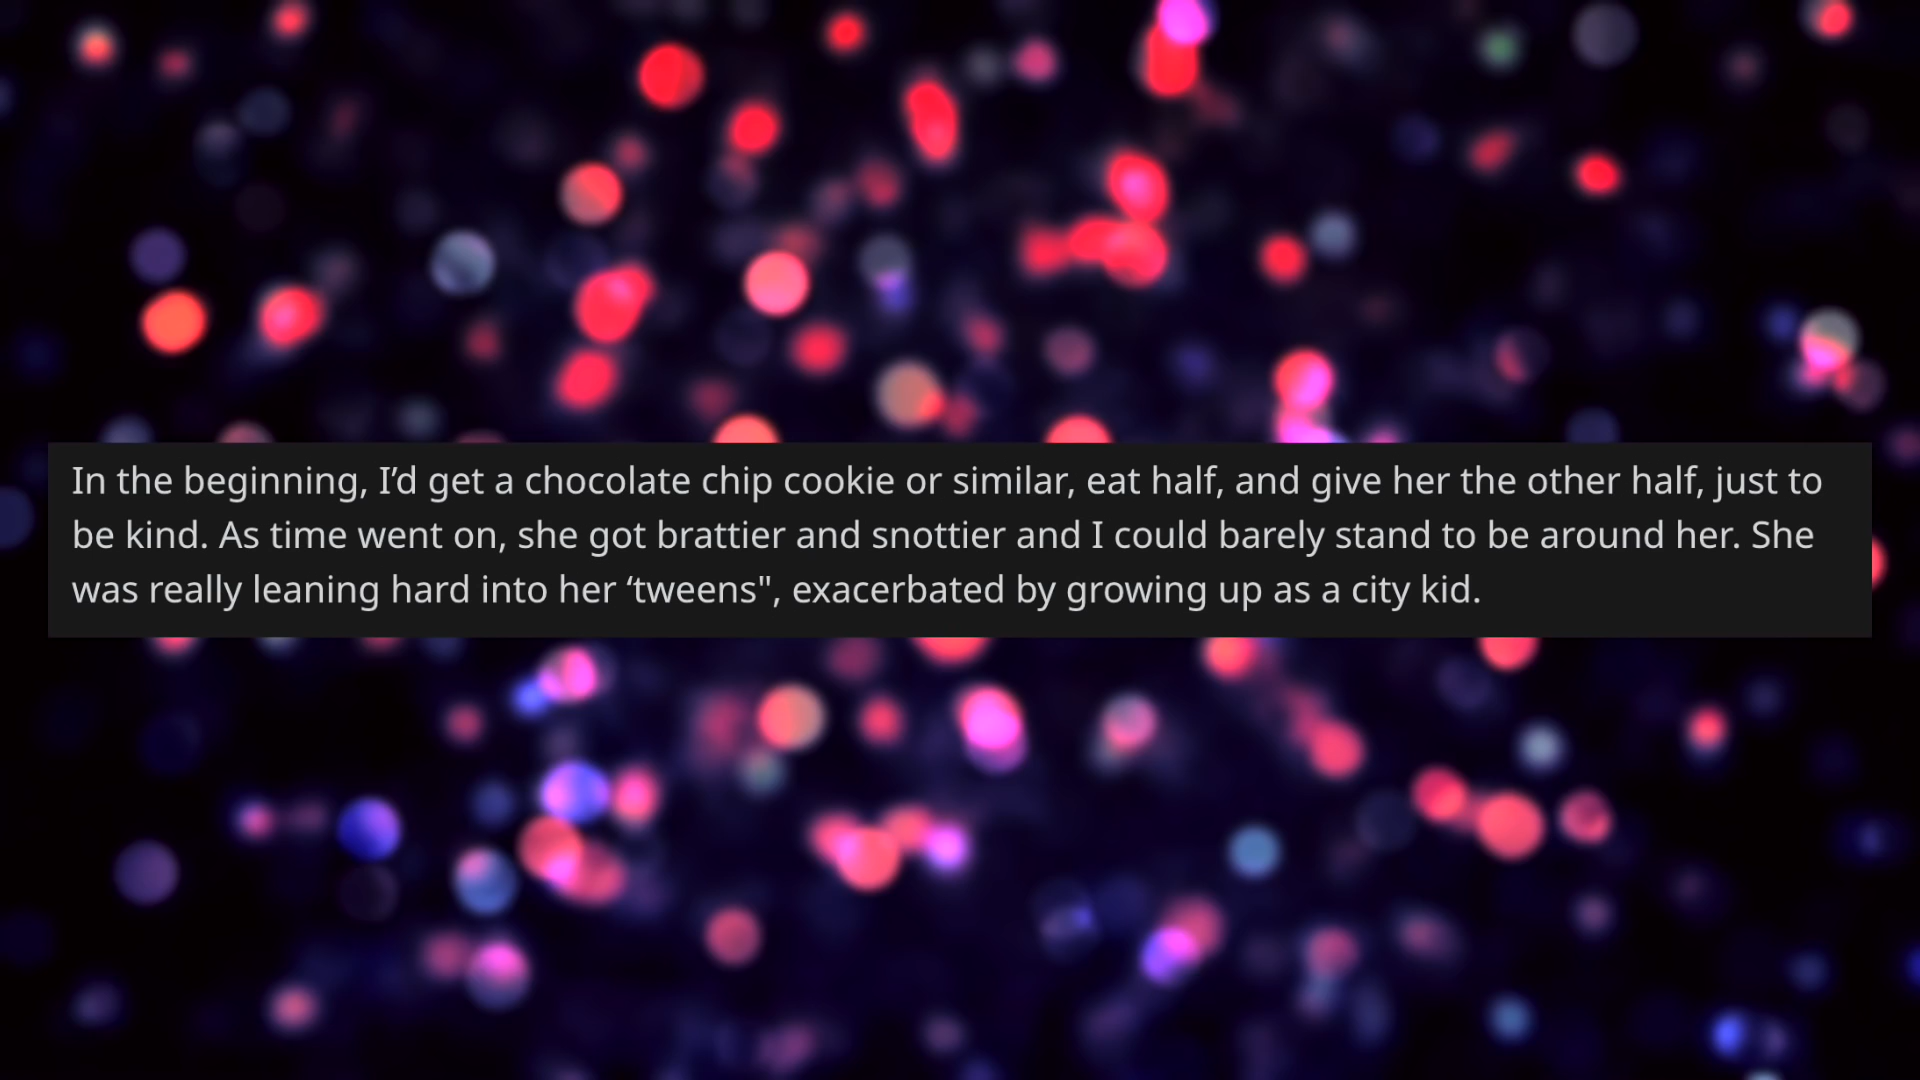 In the beginning, I’d get a chocolate chip cookie or similar, eat half, and give her the other half, just to
be kind. As time went on, she got brattier and snottier and I could barely stand to be around her. She
was really leaning hard into her ‘tweens", exacerbated by growing up as a city kid.